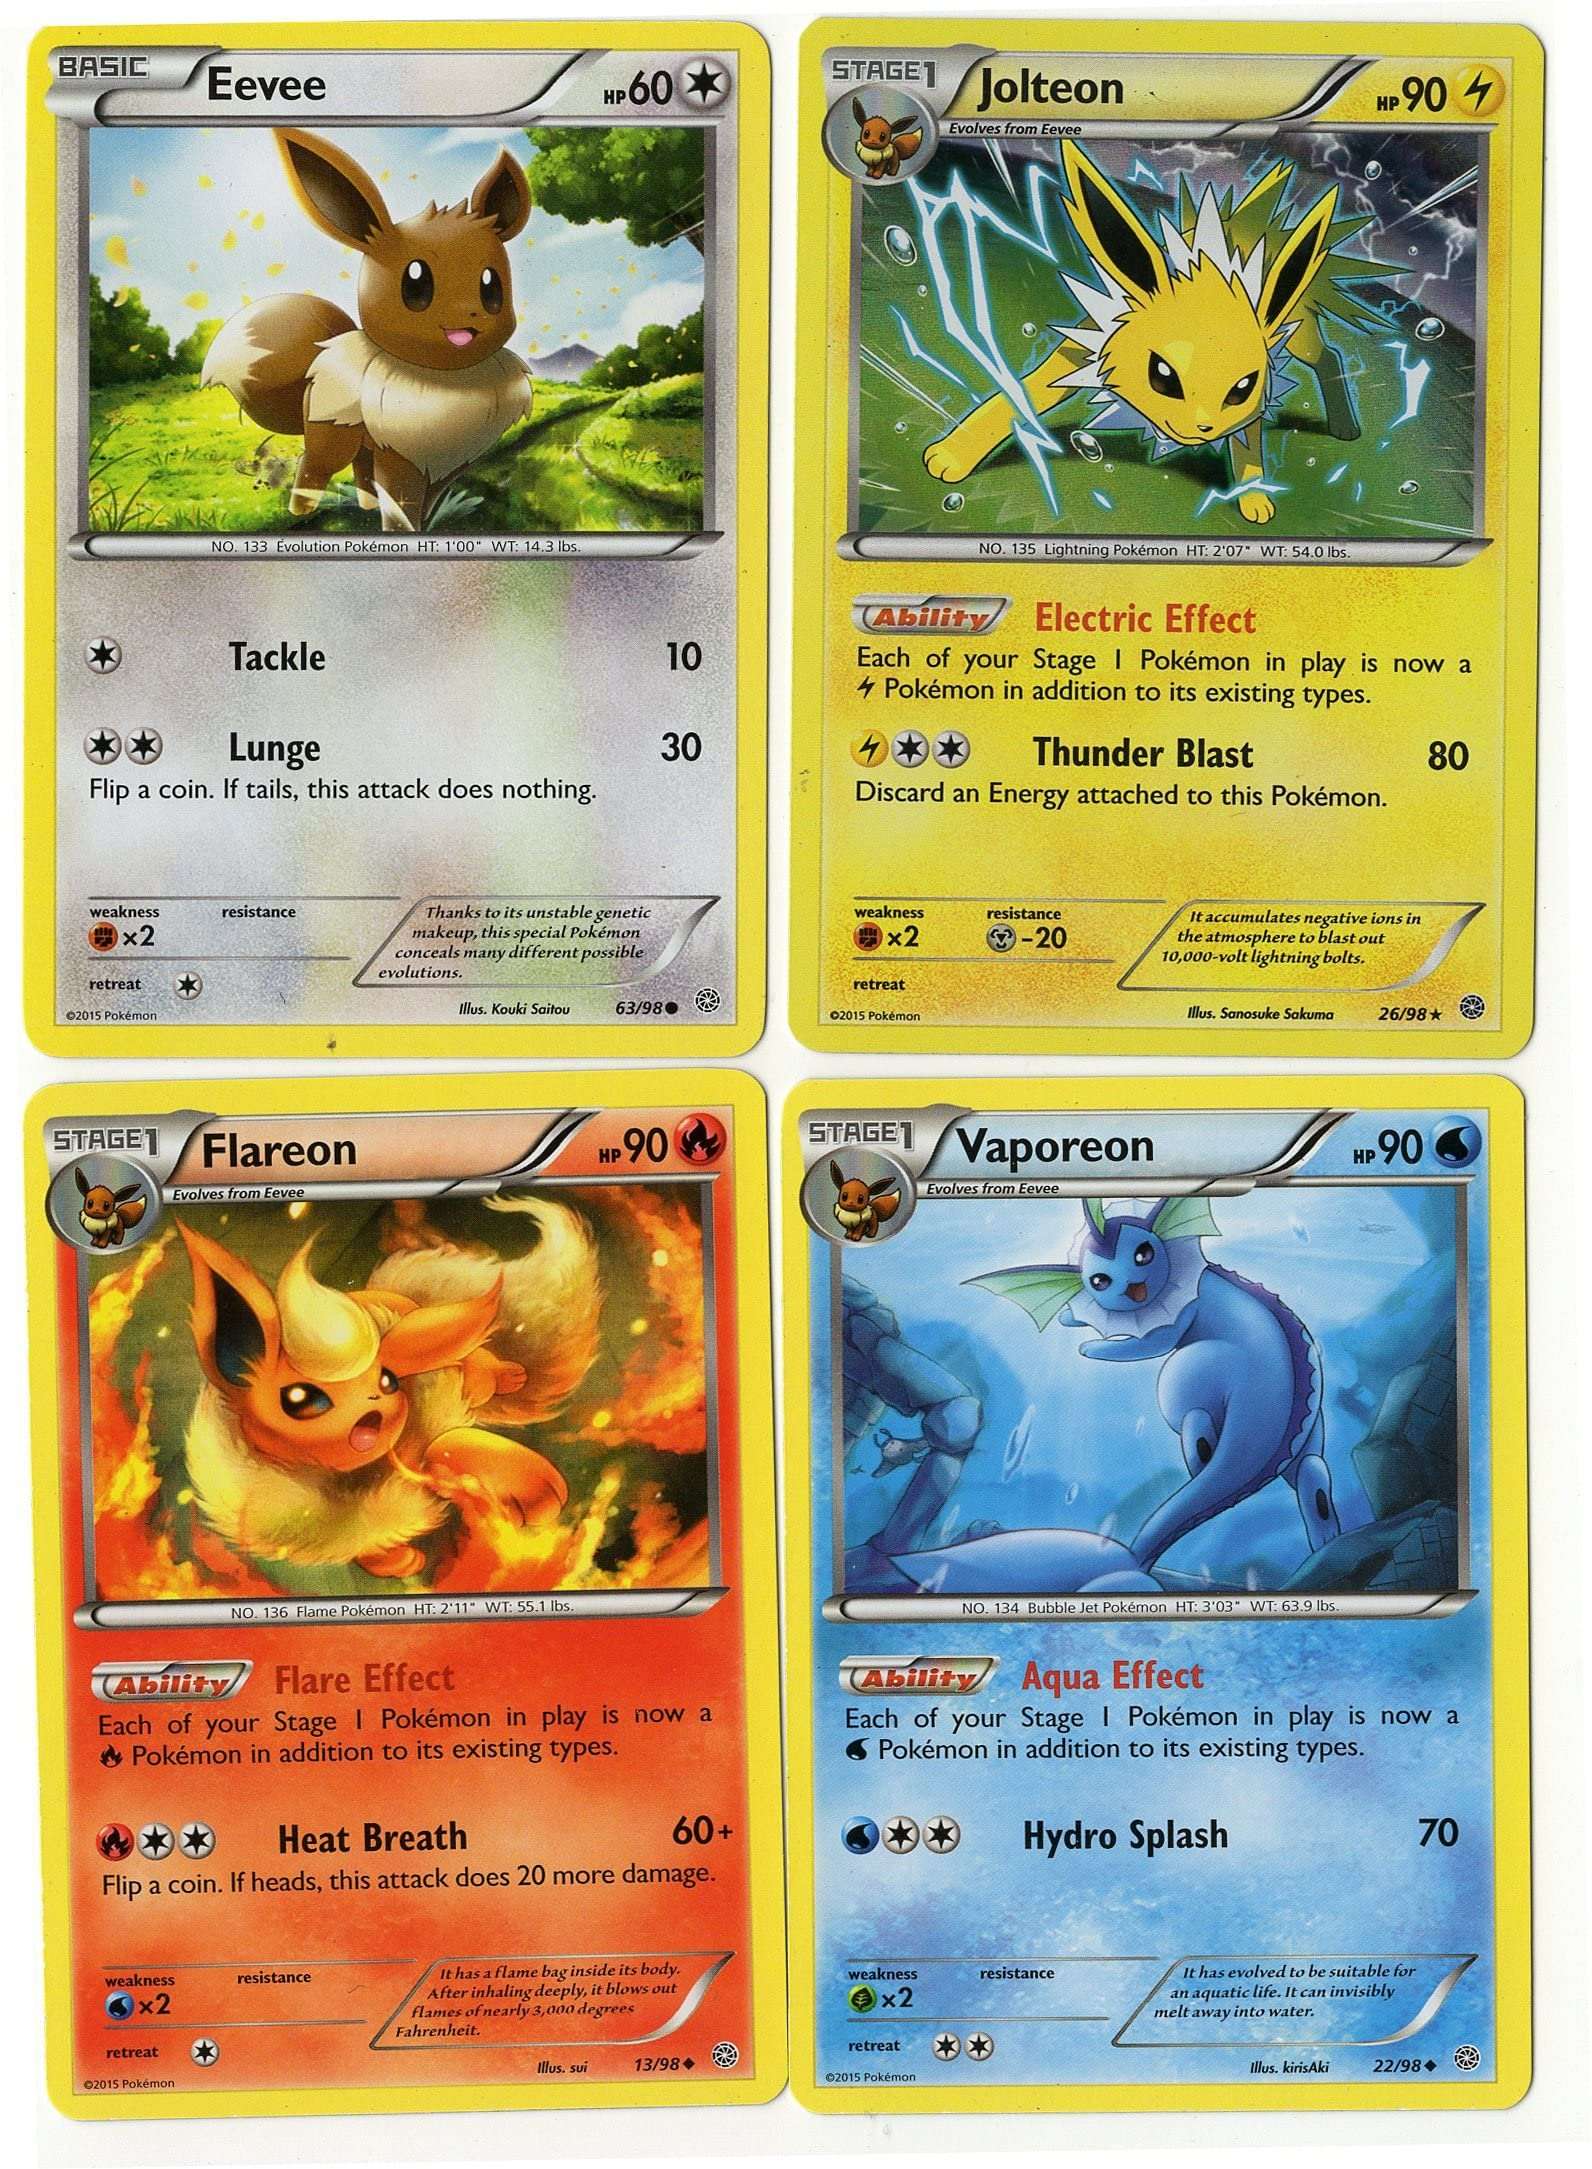 BASIC
Eevee
HP60
NO. 133 Evolution Pokémon HT: 1'00" WT: 14.3 lbs.
Tackle 10
Lunge 30
Flip a coin. If tails, this attack does nothing.
weakness resistance
×2
retreat
Thanks to its unstable genetic
makeup, this special Pokémon
conceals many different possible
evolutions.
©2015 Pokémon
Illus. Kouki Saitou 63/98
STAGE1
Jolteon
HP90
Evolves from Eevee
NO. 135 Lightning Pokémon HT: 2'07" WT: 54.0 lbs.
Ability Electric Effect
Each of your Stage 1 Pokémon in play is now a
Pokémon in addition to its existing types.
Thunder Blast 80
Discard an Energy attached to this Pokémon.
weakness resistance
×2 -20
retreat
It accumulates negative ions in
the atmosphere to blast out
10,000-volt lightning bolts.
©2015 Pokémon
Illus. Sanosuke Sakuma 26/98★
STAGE1
Flareon
HP90
Evolves from Eevee
NO. 136 Flame Pokémon HT: 2'11" WT: 55.1 lbs.
Ability Flare Effect
Each of your Stage 1 Pokémon in play is now a
Pokémon in addition to its existing types.
Heat Breath 60+
Flip a coin. If heads, this attack does 20 more damage.
weakness resistance
×2
retreat
It has a flame bag inside its body.
After inhaling deeply, it blows out
flames of nearly 3,000 degrees
Fahrenheit.
Illus. sui 13/98
©2015 Pokémon
STAGE1
Vaporeon
HP90
Evolves from Eevee
NO. 134 Bubble Jet Pokémon HT: 3'03" WT: 63.9 lbs.
Ability Aqua Effect
Each of your Stage 1 Pokémon in play is now a
Pokémon in addition to its existing types.
Hydro Splash 70
weakness resistance
×2
retreat
It has evolved to be suitable for
an aquatic life. It can invisibly
melt away into water.
Illus. kirisAki 22/98
©2015 Pokémon